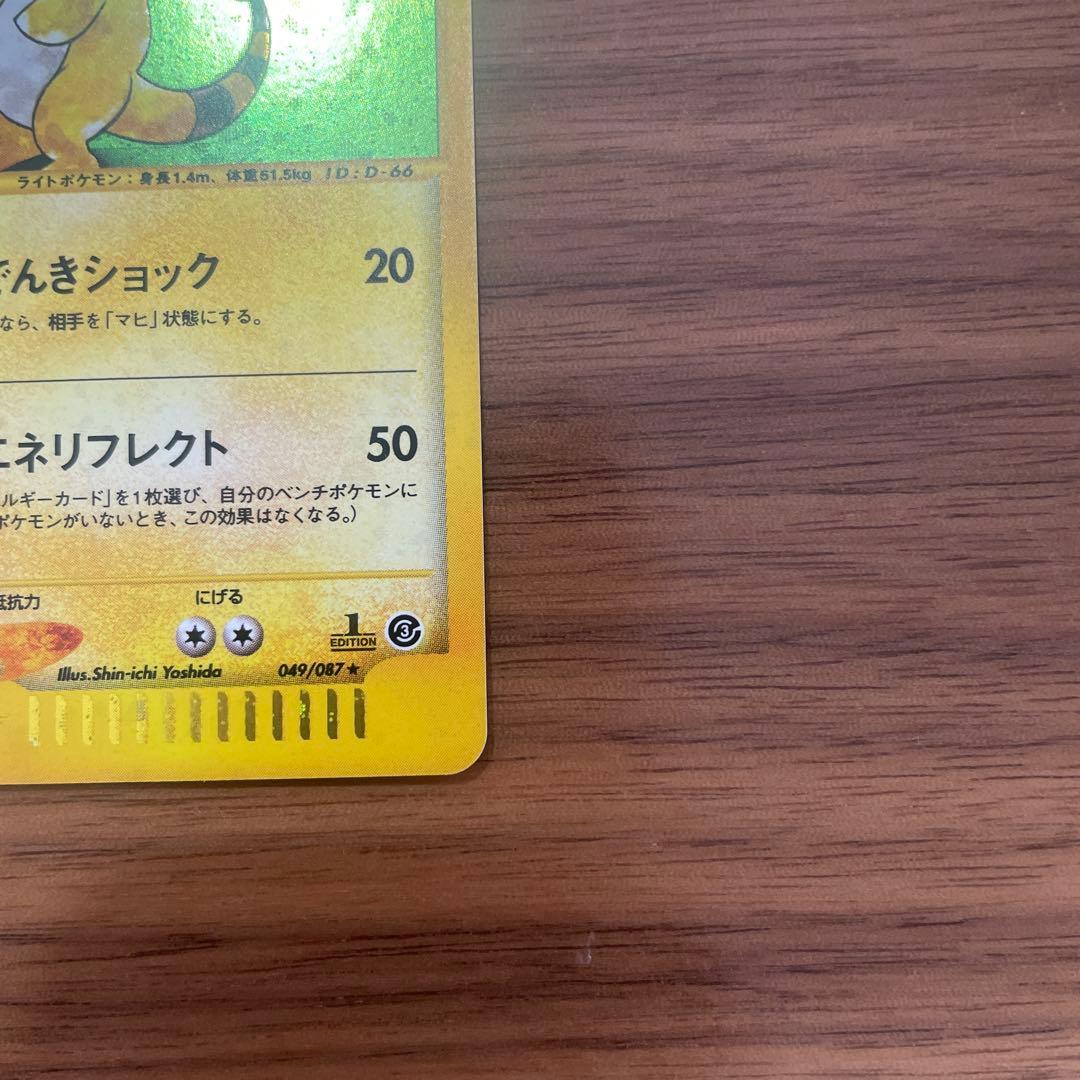 ライトポケモン：身長1.4m、体重51.5kg ID:D-66
でんきショック 20
なら、相手を「マヒ」状態にする。
エネリフレクト 50
ルギーカード」を1枚選び、自分のベンチポケモンに
ポケモンがいないとき、この効果はなくなる。）
抵抗力 にげる
1 EDITION 3
Illus.Shin-ichi Yoshida 049/087★